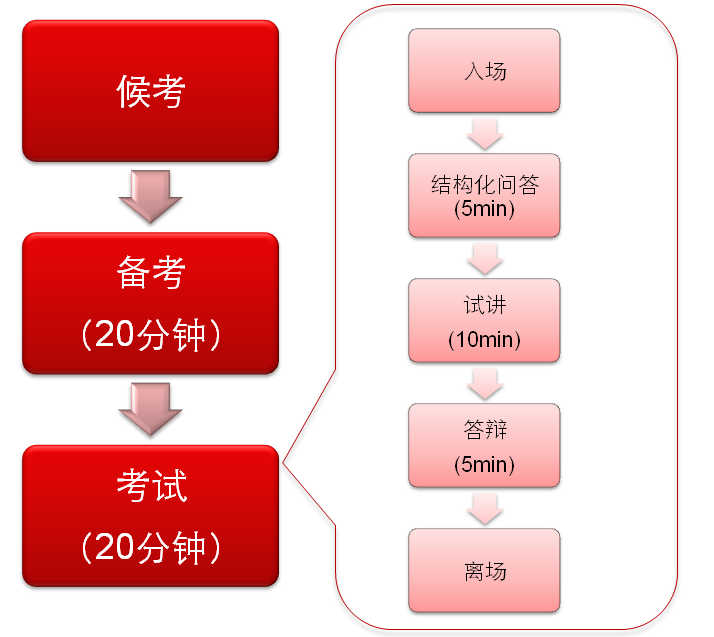 候考
备考
（20分钟）
考试
（20分钟）
入场
结构化问答
(5min)
试讲
(10min)
答辩
(5min)
离场